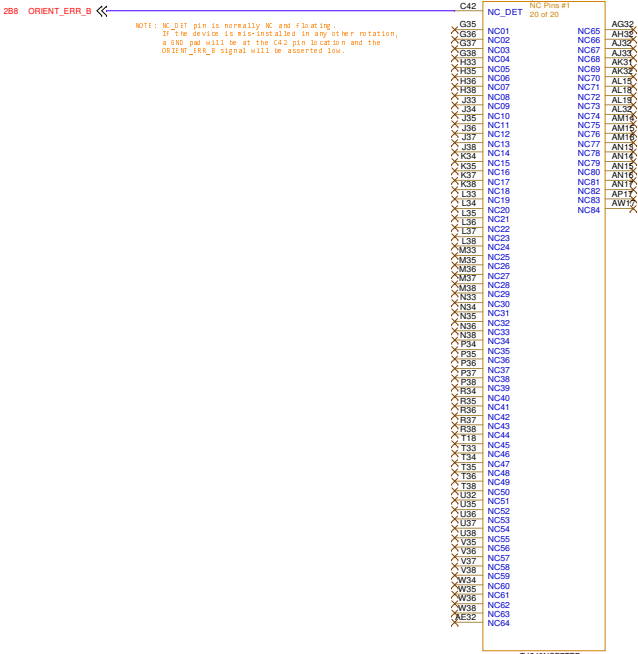 2B8 ORIENT_ERR_B
C42
NC_DET
NC Pins #1
20 of 20
NOTE: NC_DET pin is normally NC and floating.
If the device is mis-installed in any other rotation,
a GND pad will be at the C42 pin location and the
ORIENT_ERR_B signal will be asserted low.
G35 NC01
G36 NC02
G37 NC03
G38 NC04
H33 NC05
H35 NC06
H36 NC07
H38 NC08
J33 NC09
J34 NC10
J35 NC11
J36 NC12
J37 NC13
J38 NC14
K34 NC15
K35 NC16
K37 NC17
K38 NC18
L33 NC19
L34 NC20
L35 NC21
L36 NC22
L37 NC23
L38 NC24
M33 NC25
M35 NC26
M36 NC27
M37 NC28
M38 NC29
N33 NC30
N34 NC31
N35 NC32
N36 NC33
N38 NC34
P34 NC35
P35 NC36
P36 NC37
P37 NC38
P38 NC39
R34 NC40
R35 NC41
R36 NC42
R37 NC43
R38 NC44
T18 NC45
T33 NC46
T34 NC47
T35 NC48
T36 NC49
T38 NC50
U32 NC51
U35 NC52
U36 NC53
U37 NC54
U38 NC55
V35 NC56
V36 NC57
V37 NC58
V38 NC59
W34 NC60
W35 NC61
W36 NC62
W38 NC63
AE32 NC64
NC65 AG32
NC66 AH32
NC67 AJ32
NC68 AJ33
NC69 AK31
NC70 AK32
NC71 AL15
NC72 AL18
NC73 AL19
NC74 AL32
NC75 AM14
NC76 AM15
NC77 AM16
NC78 AN13
NC79 AN14
NC80 AN15
NC81 AN16
NC82 AN17
NC83 AP17
NC84 AW17